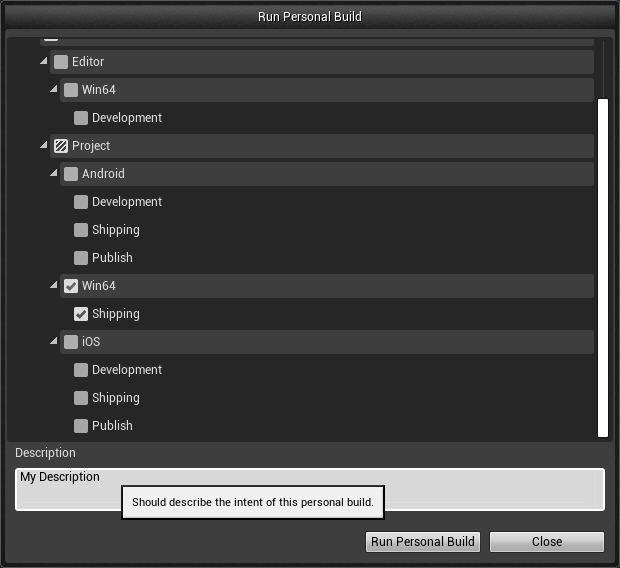 Run Personal Build
Editor
Win64
Development
Project
Android
Development
Shipping
Publish
Win64
Shipping
iOS
Development
Shipping
Publish
Description
My Description
Should describe the intent of this personal build.
Run Personal Build
Close